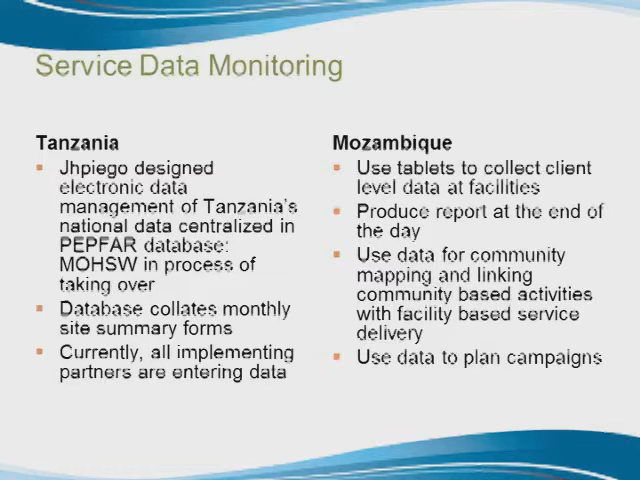 Service Data Monitoring
Tanzania
Jhpiego designed
electronic data
management of Tanzania's
national data centralized in
PEPFAR database:
MOHSW in process of
taking over
Database collates monthly
site summary forms
Currently, all implementing
partners are entering data
Mozambique
Use tablets to collect client
level data at facilities
Produce report at the end of
the day
Use data for community
mapping and linking
community based activities
with facility based service
delivery
Use data to plan campaigns